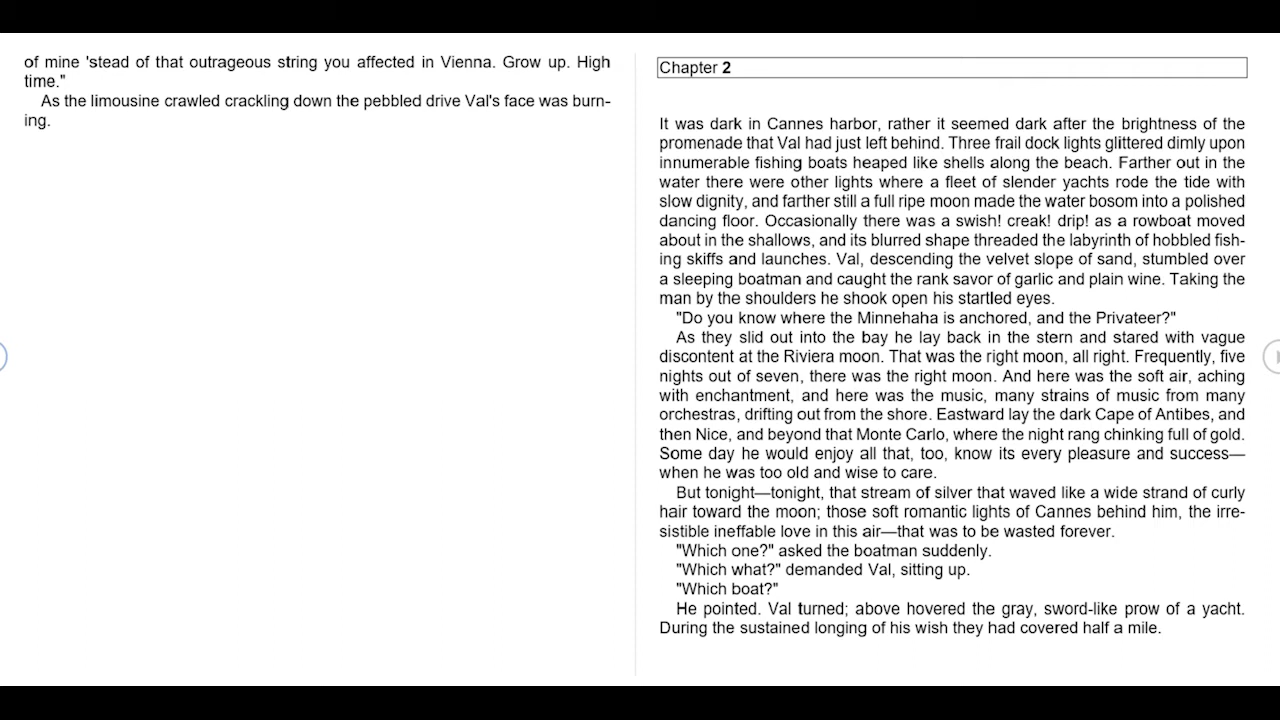 of mine 'stead of that outrageous string you affected in Vienna. Grow up. High
time."
As the limousine crawled crackling down the pebbled drive Val's face was burn-
ing.
Chapter 2
It was dark in Cannes harbor, rather it seemed dark after the brightness of the
promenade that Val had just left behind. Three frail dock lights glittered dimly upon
innumerable fishing boats heaped like shells along the beach. Farther out in the
water there were other lights where a fleet of slender yachts rode the tide with
slow dignity, and farther still a full ripe moon made the water bosom into a polished
dancing floor. Occasionally there was a swish! creak! drip! as a rowboat moved
about in the shallows, and its blurred shape threaded the labyrinth of hobbled fish-
ing skiffs and launches. Val, descending the velvet slope of sand, stumbled over
a sleeping boatman and caught the rank savor of garlic and plain wine. Taking the
man by the shoulders he shook open his startled eyes.
"Do you know where the Minnehaha is anchored, and the Privateer?"
As they slid out into the bay he lay back in the stern and stared with vague
discontent at the Riviera moon. That was the right moon, all right. Frequently, five
nights out of seven, there was the right moon. And here was the soft air, aching
with enchantment, and here was the music, many strains of music from many
orchestras, drifting out from the shore. Eastward lay the dark Cape of Antibes, and
then Nice, and beyond that Monte Carlo, where the night rang chinking full of gold.
Some day he would enjoy all that, too, know its every pleasure and success—
when he was too old and wise to care.
But tonight—tonight, that stream of silver that waved like a wide strand of curly
hair toward the moon; those soft romantic lights of Cannes behind him, the irre-
sistible ineffable love in this air—that was to be wasted forever.
"Which one?" asked the boatman suddenly.
"Which what?" demanded Val, sitting up.
"Which boat?"
He pointed. Val turned; above hovered the gray, sword-like prow of a yacht.
During the sustained longing of his wish they had covered half a mile.